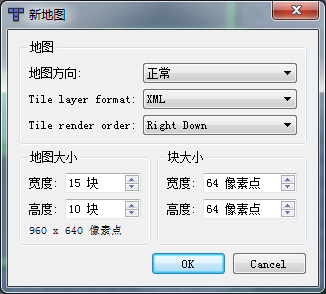 新地图
地图
地图方向: 正常
Tile layer format: XML
Tile render order: Right Down
地图大小 块大小
宽度: 15 块 宽度: 64 像素点
高度: 10 块 高度: 64 像素点
960 x 640 像素点
OK Cancel